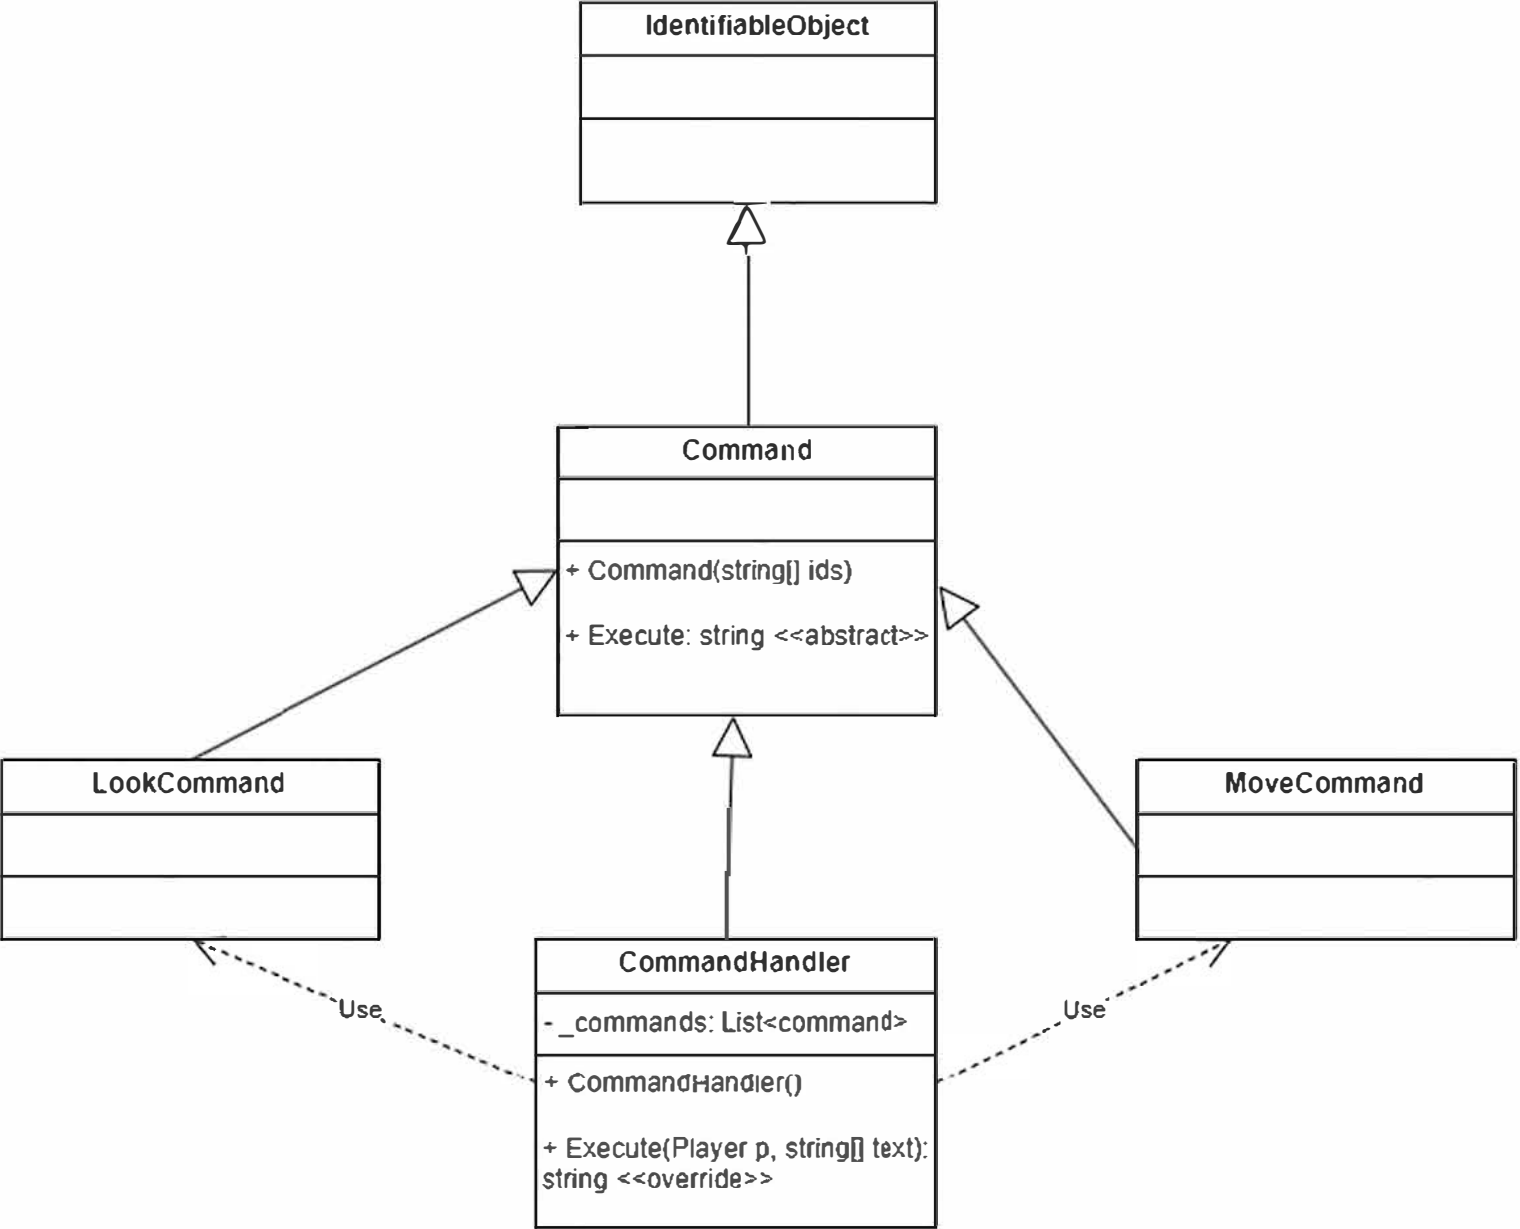 IdentifiableObject
Command
+ Command(string[] ids)
+ Execute: string <<abstract>>
LookCommand
MoveCommand
CommandHandler
- _commands: List<command>
Use
Use
+ CommandHandler()
+ Execute(Player p, string[] text):
string <<override>>